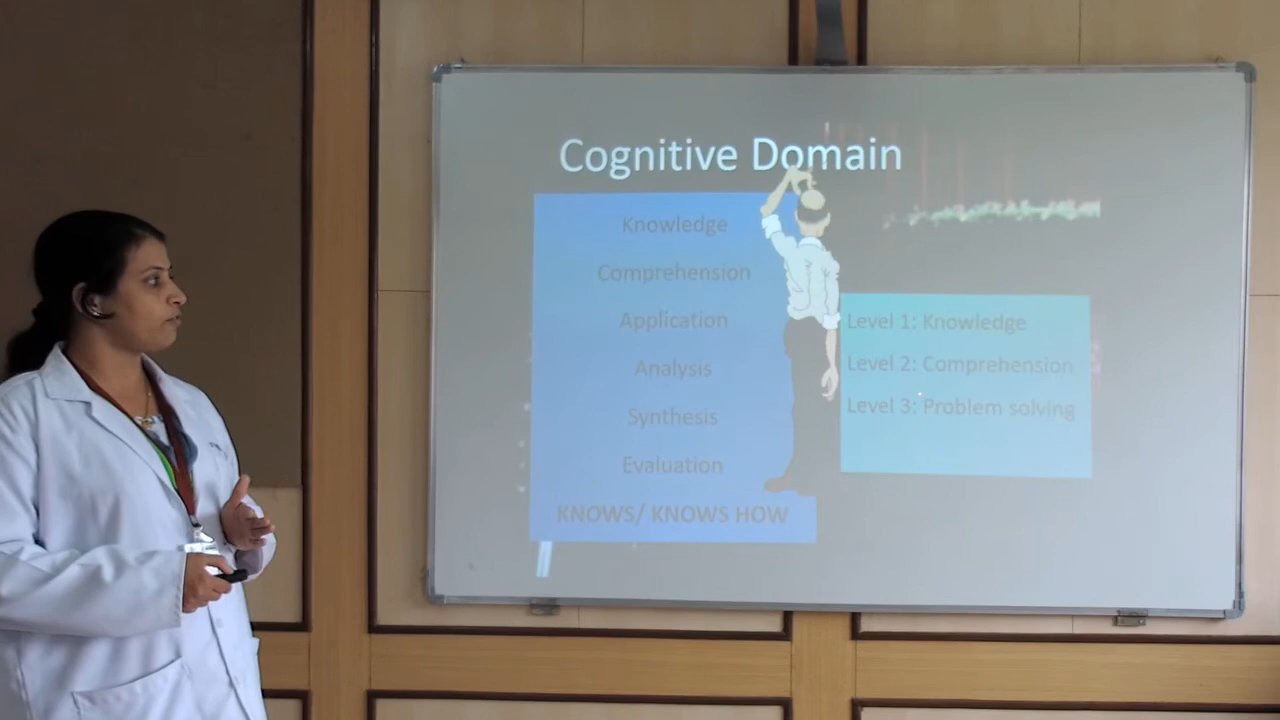 Cognitive Domain
Knowledge
Comprehension
Application
Analysis
Synthesis
Evaluation
KNOWS/ KNOWS HOW
Level 1: Knowledge
Level 2: Comprehension
Level 3: Problem solving